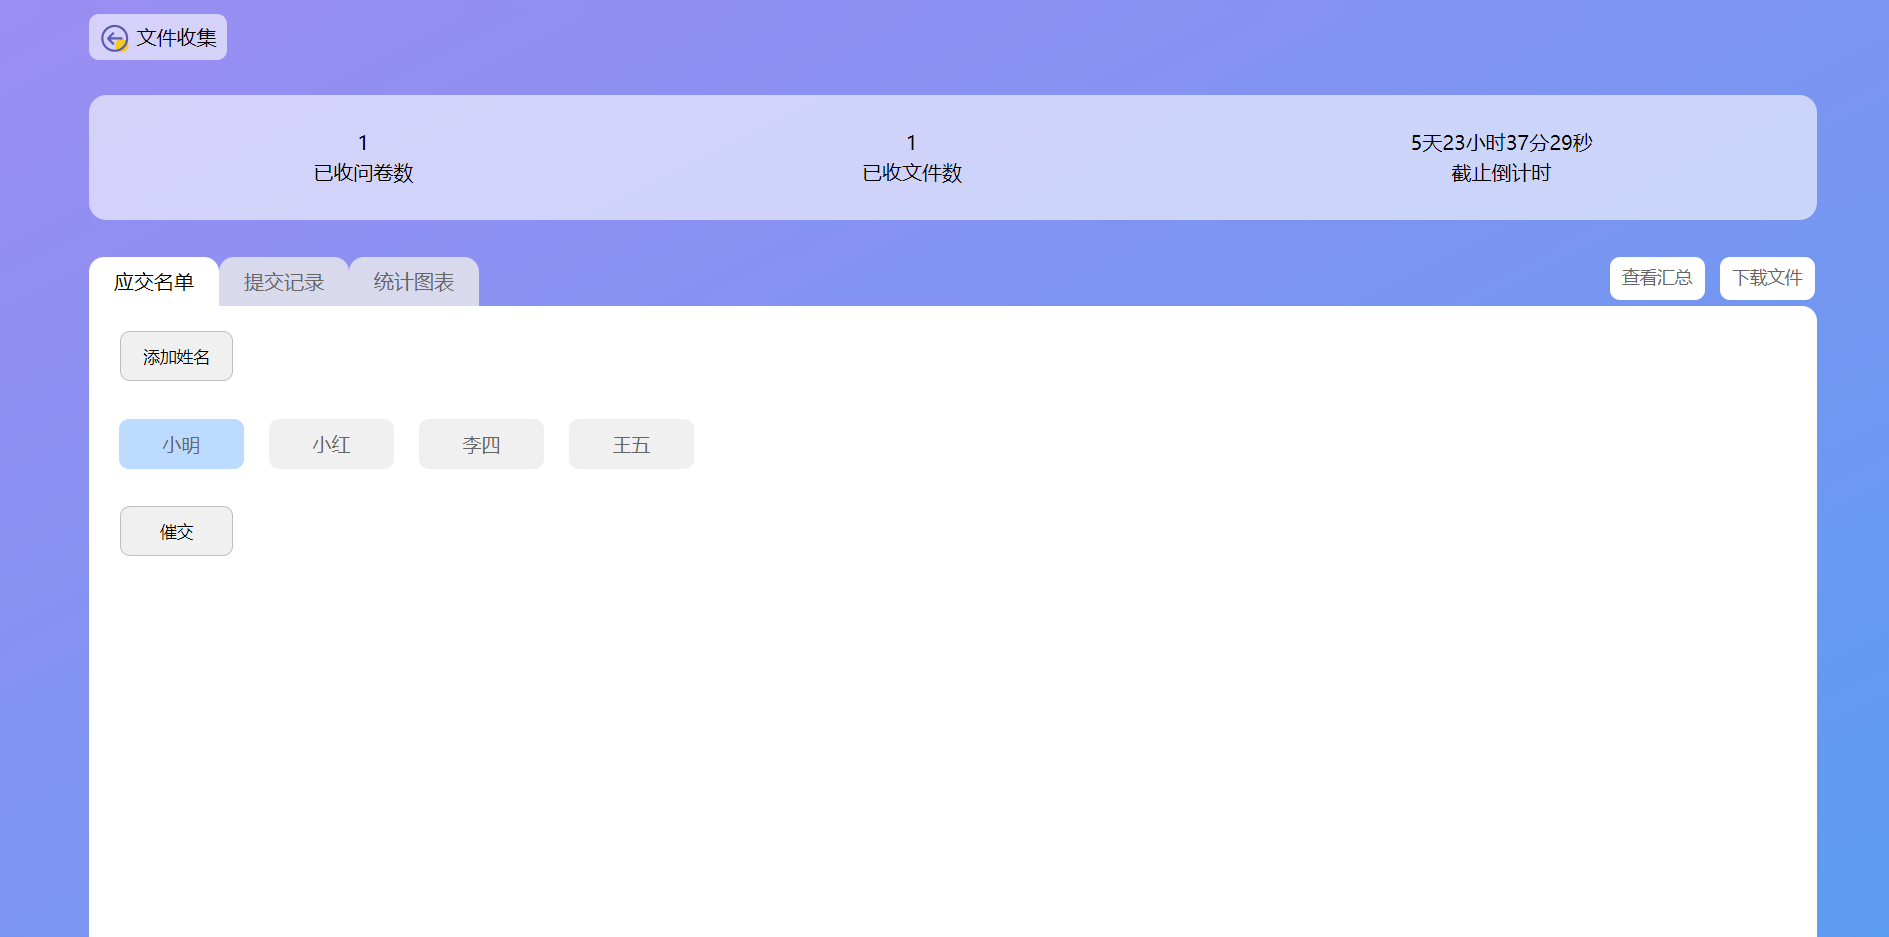 文件收集
1
已收问卷数
1
已收文件数
5天23小时37分29秒
截止倒计时
应交名单
提交记录
统计图表
查看汇总
下载文件
添加姓名
小明
小红
李四
王五
催交